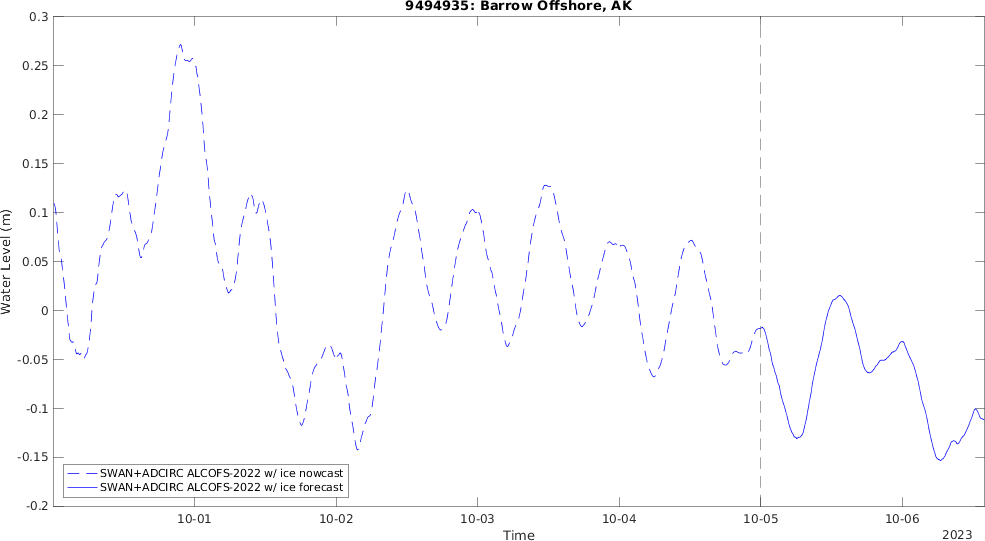 9494935: Barrow Offshore, AK
0.3
0.25
0.2
0.15
0.1
0.05
0
-0.05
-0.1
-0.15
-0.2
Water Level (m)
SWAN+ADCIRC ALCOFS-2022 w/ ice nowcast
SWAN+ADCIRC ALCOFS-2022 w/ ice forecast
10-01 10-02 10-03 10-04 10-05 10-06
Time
2023